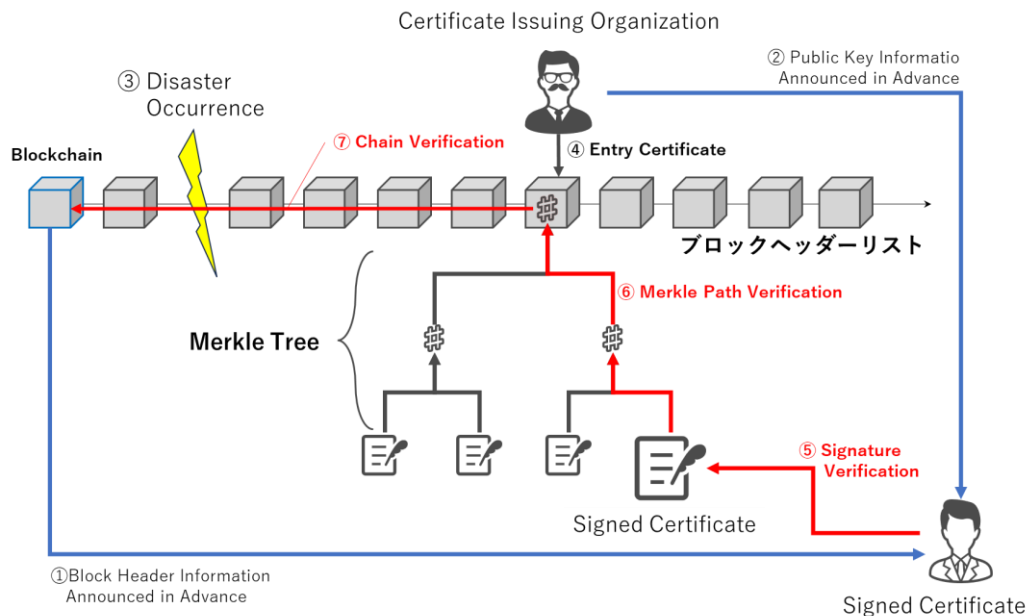 Certificate Issuing Organization
② Public Key Informatio
Announced in Advance
③ Disaster
Occurrence
⑦ Chain Verification
④ Entry Certificate
Blockchain
ブロックヘッダーリスト
⑥ Merkle Path Verification
Merkle Tree
⑤ Signature
Verification
Signed Certificate
①Block Header Information
Announced in Advance
Signed Certificate